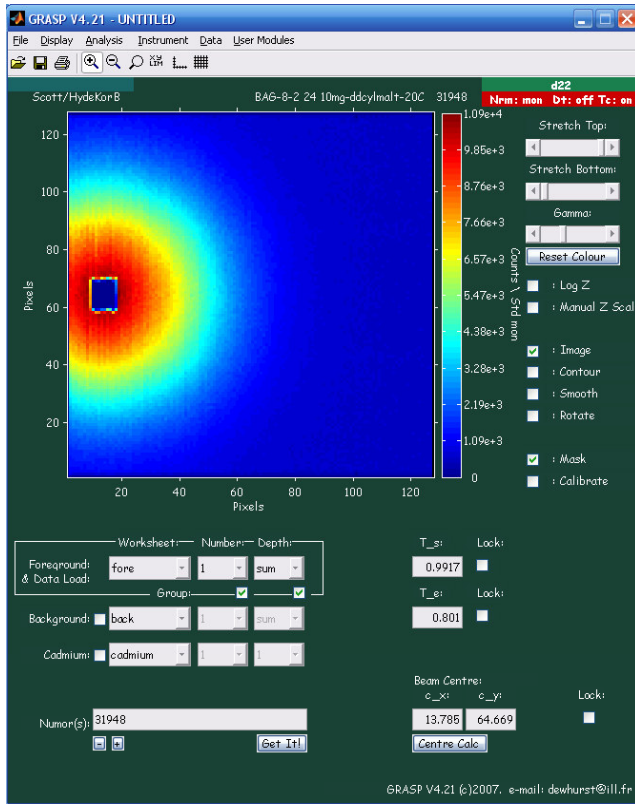 GRASP V4.21 - UNTITLED
File Display Analysis Instrument Data User Modules
XY LIM
d22
Scott/HydeKorB BAG-8-2 24 10mg-ddcylmalt-20C 31948 Nrm: mon Dt: off Tc: on
1.09e+4
9.85e+3
8.76e+3
7.66e+3
6.57e+3
5.47e+3
4.38e+3
3.28e+3
2.19e+3
1.09e+3
0
Counts \ Std mon
120
100
80
60
40
20
Pixels
20 40 60 80 100 120
Pixels
Stretch Top:
Stretch Bottom:
Gamma:
Reset Colour
: Log Z
: Manual Z Scal
: Image
: Contour
: Smooth
: Rotate
: Mask
: Calibrate
Worksheet: Number: Depth:
Foreground: fore 1 sum
& Data Load:
Group:
Background: back 1 sum
Cadmium: cadmium 1 1
T_s: Lock:
0.9917
T_e: Lock:
0.801
Beam Centre:
c_x: c_y: Lock:
13.785 64.669
Centre Calc
Numor(s): 31948
- + Get It!
GRASP V4.21 (c)2007. e-mail: dewhurst@ill.fr